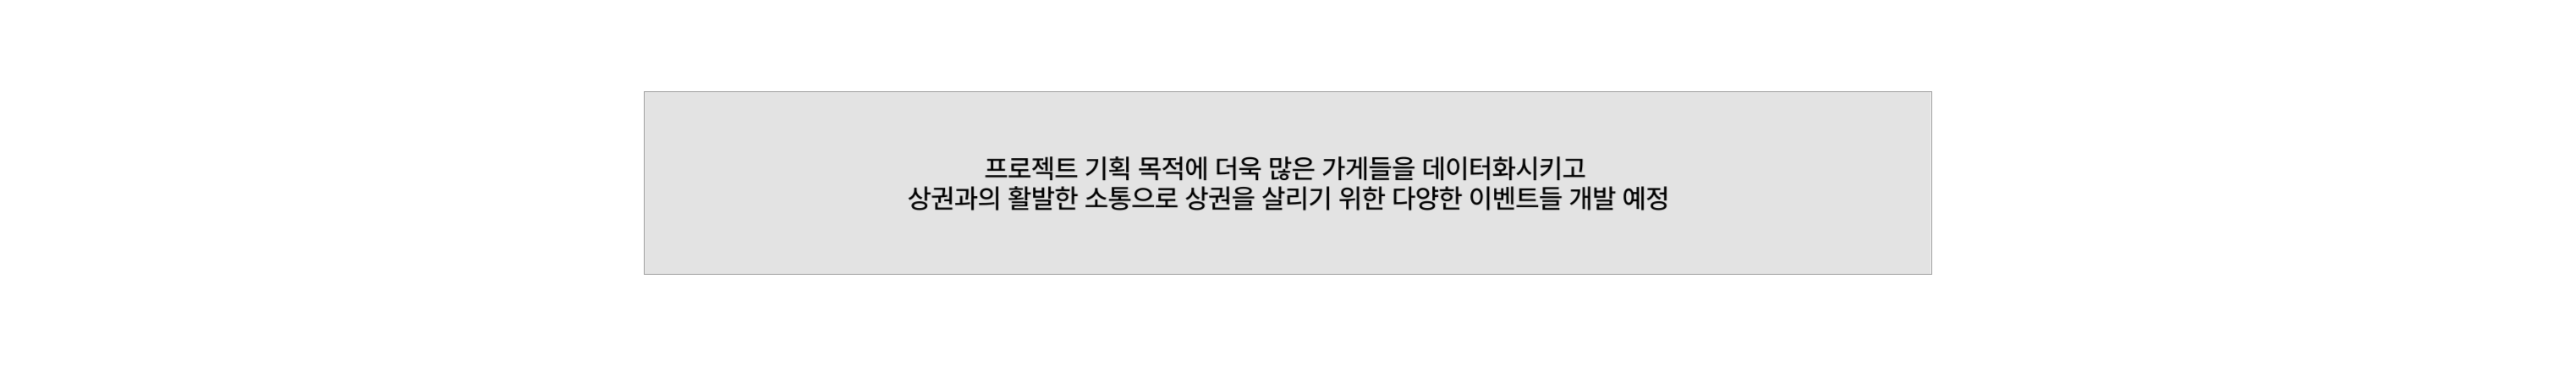 프로젝트 기획 목적에 더욱 많은 가게들을 데이터화시키고
상권과의 활발한 소통으로 상권을 살리기 위한 다양한 이벤트들 개발 예정